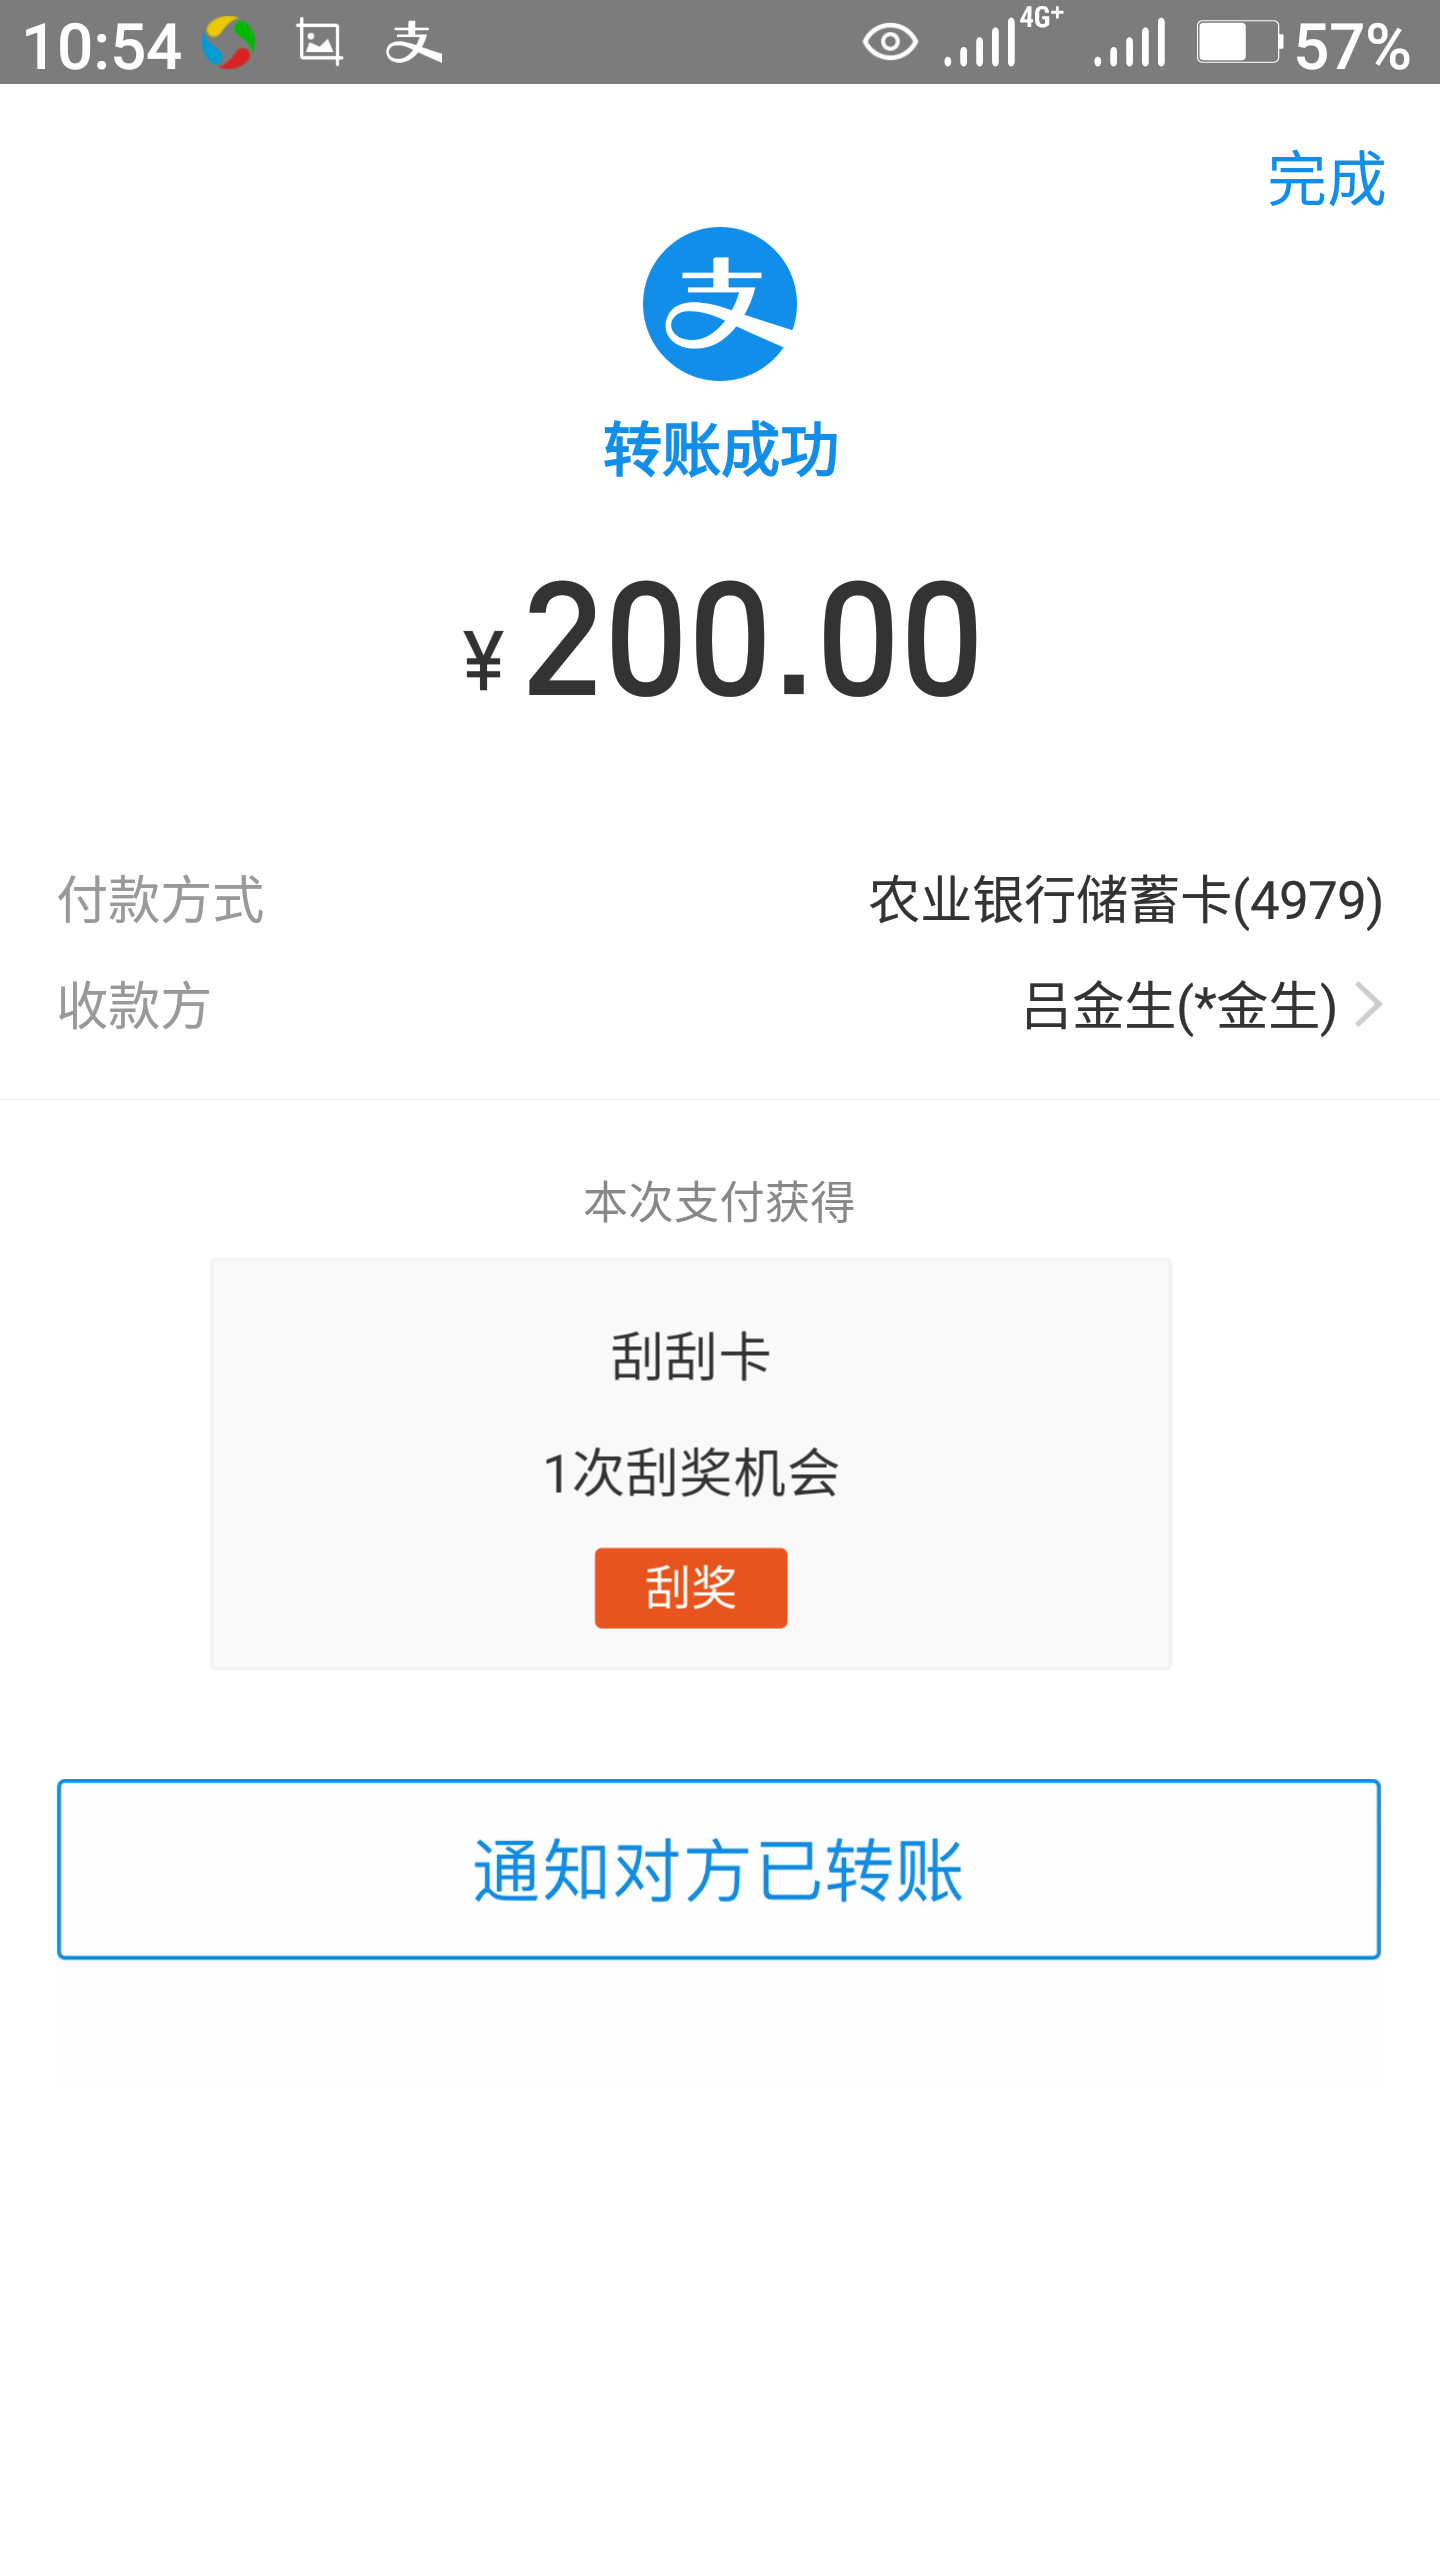 10:54 4G+ 57%
完成
支
转账成功
¥200.00
付款方式 农业银行储蓄卡(4979)
收款方 吕金生(*金生)
本次支付获得
刮刮卡
1次刮奖机会
刮奖
通知对方已转账